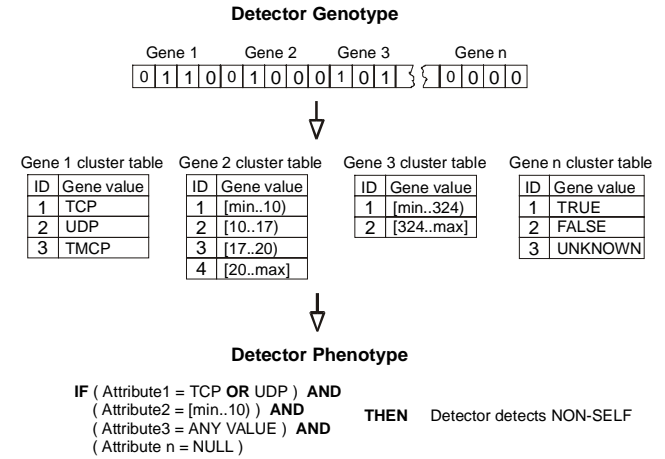 Detector Genotype
Gene 1 Gene 2 Gene 3 Gene n
0 1 1 0 0 1 0 0 0 1 0 1 0 0 0 0
Gene 1 cluster table Gene 2 cluster table Gene 3 cluster table Gene n cluster table
ID Gene value ID Gene value ID Gene value ID Gene value
1 TCP 1 [min..10) 1 [min..324) 1 TRUE
2 UDP 2 [10..17) 2 [324..max] 2 FALSE
3 TMCP 3 [17..20) 3 UNKNOWN
4 [20..max]
Detector Phenotype
IF ( Attribute1 = TCP OR UDP ) AND
( Attribute2 = [min..10) ) AND
THEN Detector detects NON-SELF
( Attribute3 = ANY VALUE ) AND
( Attribute n = NULL )